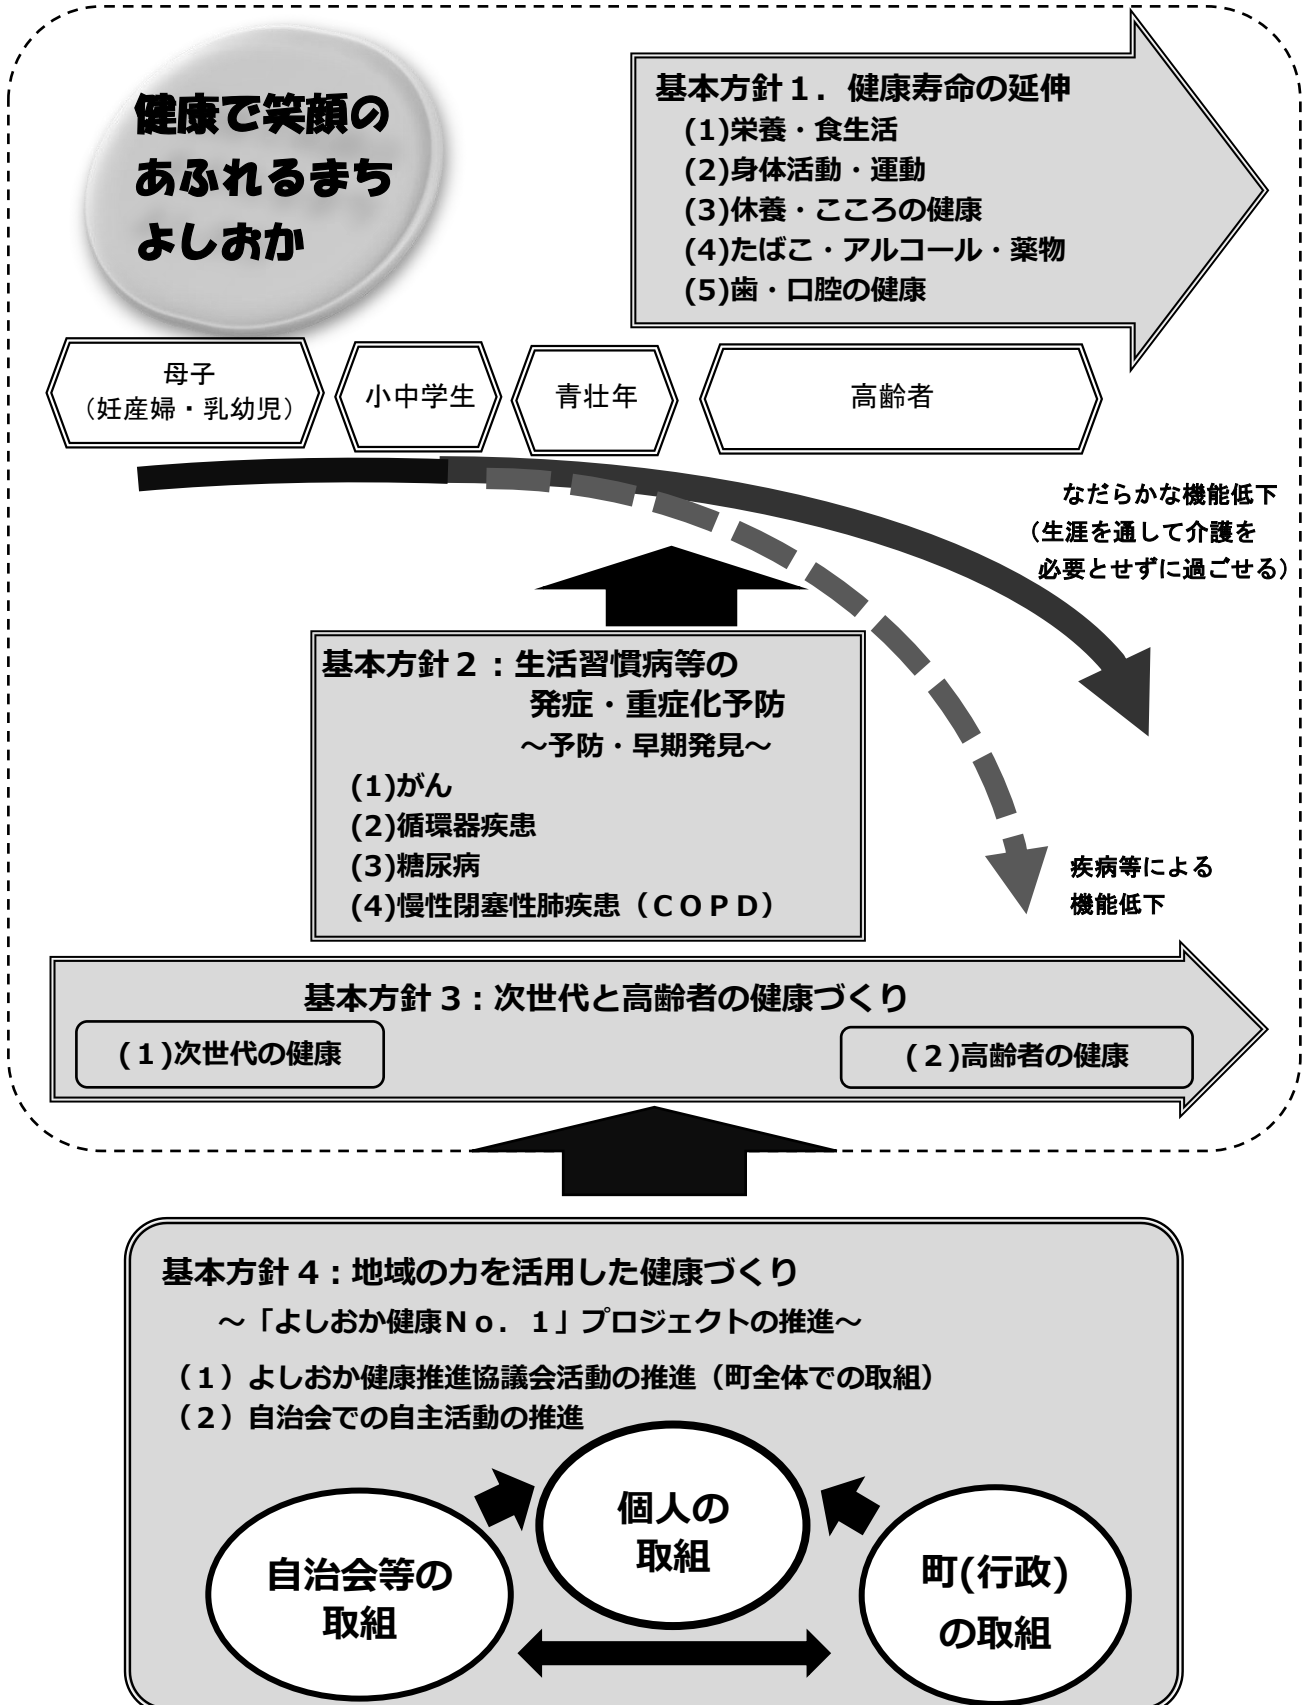 健康で笑顔の
あふれるまち
よしおか
基本方針１．健康寿命の延伸
(1)栄養・食生活
(2)身体活動・運動
(3)休養・こころの健康
(4)たばこ・アルコール・薬物
(5)歯・口腔の健康
母子
（妊産婦・乳幼児）
小中学生
青壮年
高齢者
なだらかな機能低下
（生涯を通して介護を
必要とせずに過ごせる）
基本方針２：生活習慣病等の
発症・重症化予防
～予防・早期発見～
(1)がん
(2)循環器疾患
(3)糖尿病
(4)慢性閉塞性肺疾患（ＣＯＰＤ）
疾病等による
機能低下
基本方針３：次世代と高齢者の健康づくり
(１)次世代の健康
(２)高齢者の健康
基本方針４：地域の力を活用した健康づくり
～「よしおか健康Ｎｏ．１」プロジェクトの推進～
（１）よしおか健康推進協議会活動の推進（町全体での取組）
（２）自治会での自主活動の推進
個人の
取組
自治会等の
取組
町(行政)
の取組